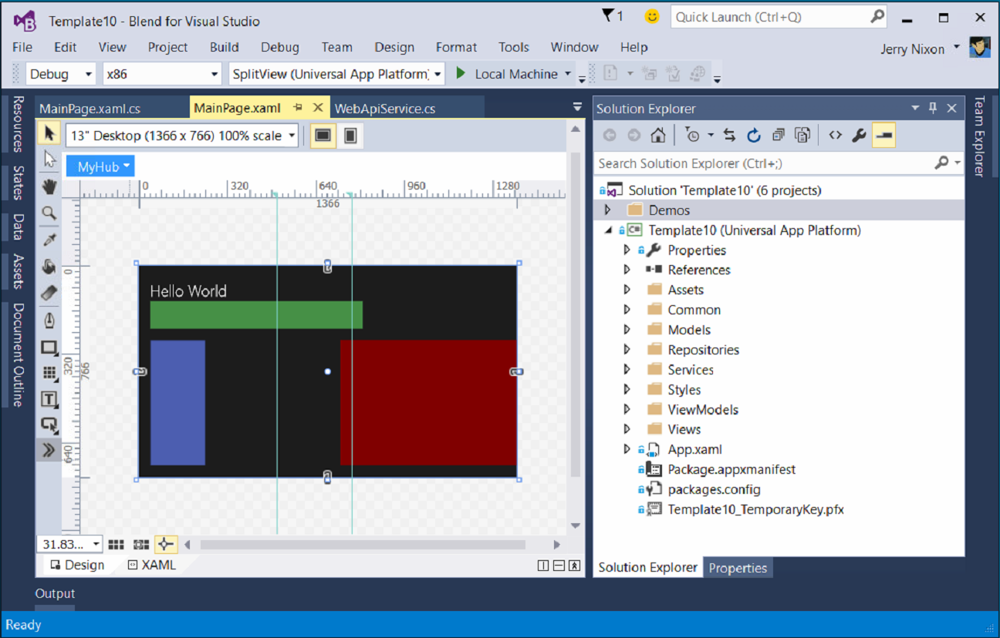 Template10 - Blend for Visual Studio
1
Quick Launch (Ctrl+Q)
File Edit View Project Build Debug Team Design Format Tools Window Help
Jerry Nixon
Debug x86 SplitView (Universal App Platform) Local Machine
Resources
States
Data
Assets
Document Outline
MainPage.xaml.cs MainPage.xaml WebApiService.cs
13" Desktop (1366 x 766) 100% scale
MyHub
0 320 640 960 1280
1366
0
320
766
640
Hello World
31.83...
Design XAML
Solution Explorer
Search Solution Explorer (Ctrl+;)
Solution 'Template10' (6 projects)
Demos
C# Template10 (Universal App Platform)
Properties
References
Assets
Common
Models
Repositories
Services
Styles
ViewModels
Views
App.xaml
Package.appxmanifest
packages.config
Template10_TemporaryKey.pfx
Solution Explorer Properties
Team Explorer
Output
Ready